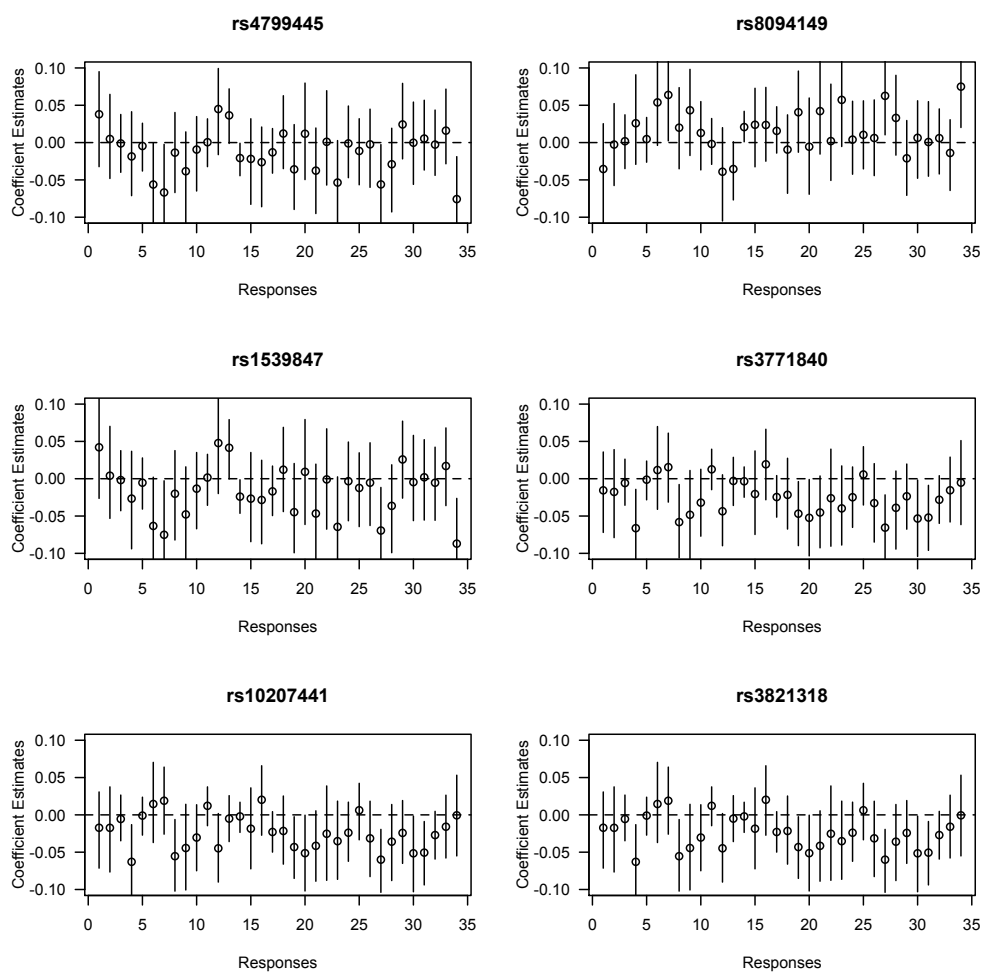 rs4799445
Coefficient Estimates
0.10
0.05
0.00
-0.05
-0.10
0 5 10 15 20 25 30 35
Responses
rs8094149
Coefficient Estimates
0.10
0.05
0.00
-0.05
-0.10
0 5 10 15 20 25 30 35
Responses
rs1539847
Coefficient Estimates
0.10
0.05
0.00
-0.05
-0.10
0 5 10 15 20 25 30 35
Responses
rs3771840
Coefficient Estimates
0.10
0.05
0.00
-0.05
-0.10
0 5 10 15 20 25 30 35
Responses
rs10207441
Coefficient Estimates
0.10
0.05
0.00
-0.05
-0.10
0 5 10 15 20 25 30 35
Responses
rs3821318
Coefficient Estimates
0.10
0.05
0.00
-0.05
-0.10
0 5 10 15 20 25 30 35
Responses